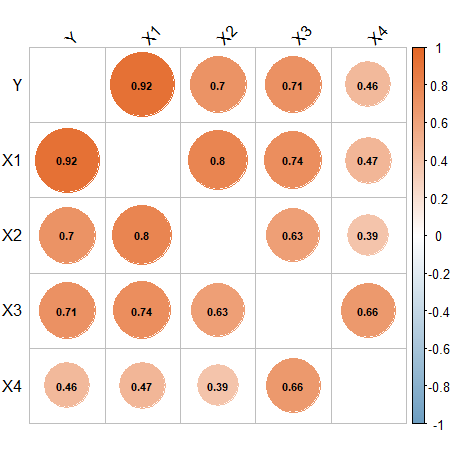 Y X1 X2 X3 X4
Y 0.92 0.7 0.71 0.46
X1 0.92 0.8 0.74 0.47
X2 0.7 0.8 0.63 0.39
X3 0.71 0.74 0.63 0.66
X4 0.46 0.47 0.39 0.66
1
0.8
0.6
0.4
0.2
0
-0.2
-0.4
-0.6
-0.8
-1